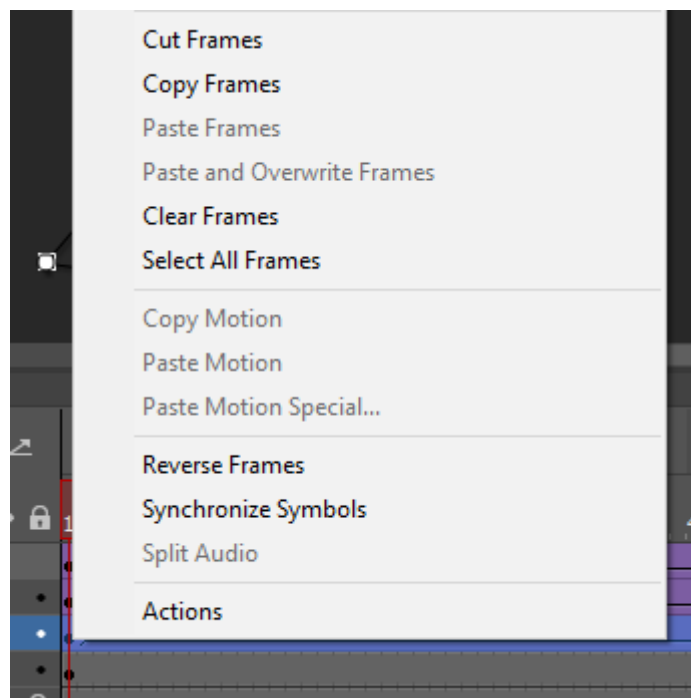 Cut Frames
Copy Frames
Paste Frames
Paste and Overwrite Frames
Clear Frames
Select All Frames
Copy Motion
Paste Motion
Paste Motion Special...
Reverse Frames
Synchronize Symbols
Split Audio
Actions
1